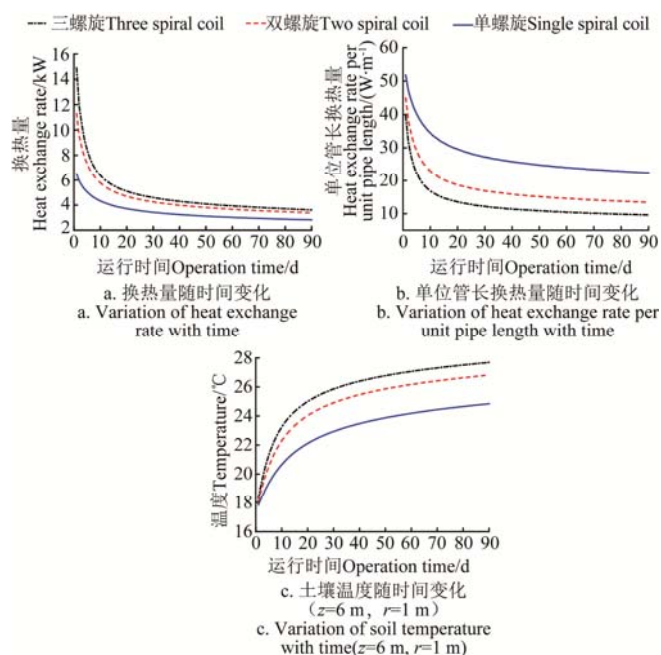 三螺旋Three spiral coil 双螺旋Two spiral coil 单螺旋Single spiral coil
换热量
Heat exchange rate/kW
16
14
12
10
8
6
4
2
0 10 20 30 40 50 60 70 80 90
运行时间Operation time/d
a. 换热量随时间变化
a. Variation of heat exchange
rate with time
单位管长换热量
Heat exchange rate per
unit pipe length/(W·m⁻¹)
60
50
40
30
20
10
0 10 20 30 40 50 60 70 80 90
运行时间Operation time/d
b. 单位管长换热量随时间变化
b. Variation of heat exchange rate per
unit pipe length with time
温度Temperature/℃
28
26
24
22
20
18
16
0 10 20 30 40 50 60 70 80 90
运行时间Operation time/d
c. 土壤温度随时间变化
(z=6 m, r=1 m)
c. Variation of soil temperature
with time(z=6 m, r=1 m)